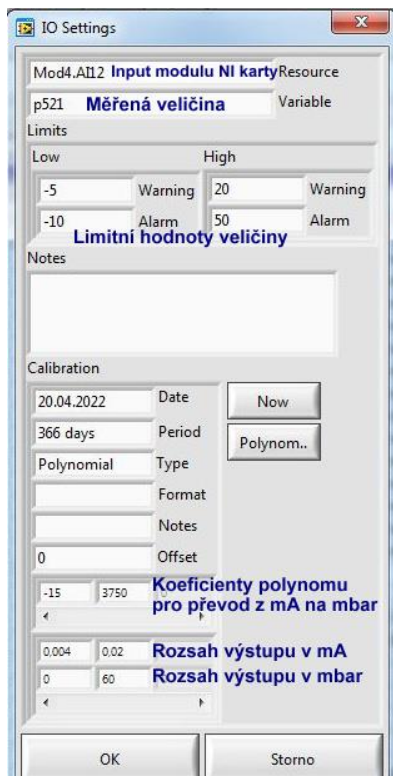 IO Settings
Mod4.AI12 Input modulu NI karty Resource
p521 Měřená veličina Variable
Limits
Low High
-5 Warning 20 Warning
-10 Alarm 50 Alarm
Limitní hodnoty veličiny
Notes
Calibration
20.04.2022 Date Now
366 days Period Polynom..
Polynomial Type
Format
Notes
0 Offset
-15 3750 Koeficienty polynomu
pro převod z mA na mbar
0,004 0,02 Rozsah výstupu v mA
0 60 Rozsah výstupu v mbar
OK Storno